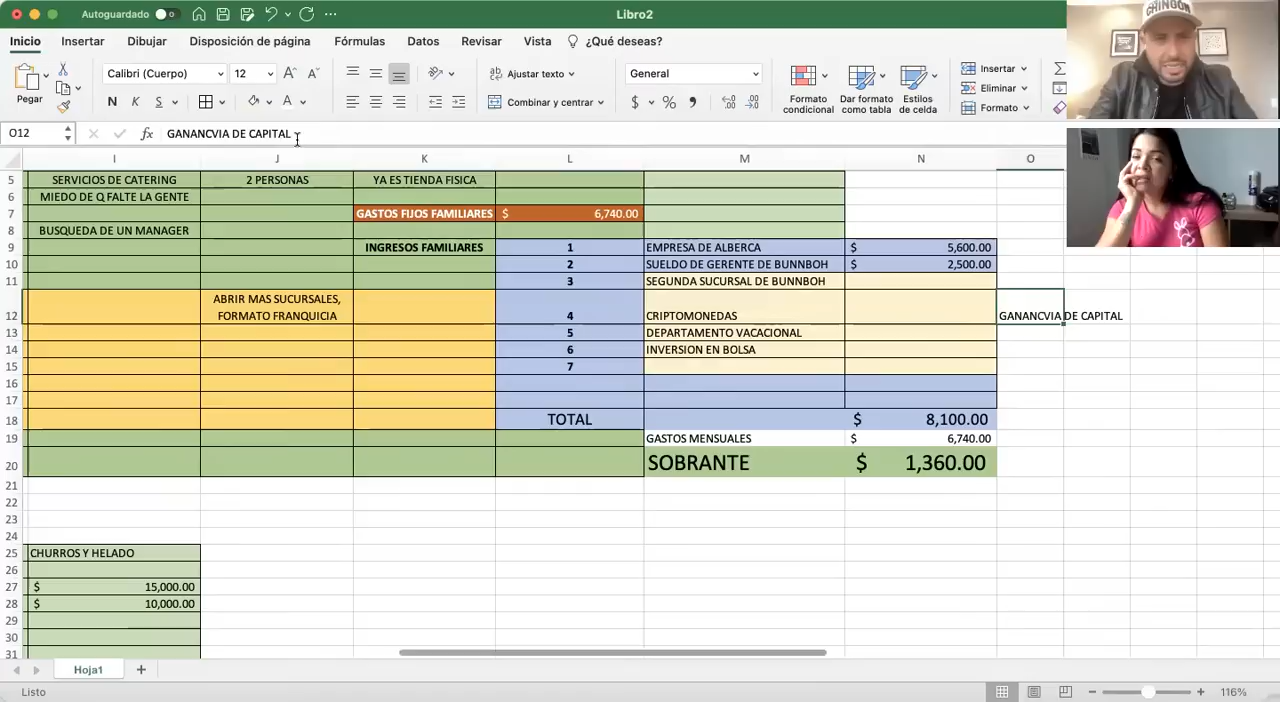 Autoguardado
Libro2
CHINGON
Inicio Insertar Dibujar Disposición de página Fórmulas Datos Revisar Vista ¿Qué deseas?
Pegar
Calibri (Cuerpo) 12
N K S A
Ajustar texto
Combinar y centrar
General
$ %
Formato condicional
Dar formato como tabla
Estilos de celda
Insertar
Eliminar
Formato
O12 fx GANANCVIA DE CAPITAL
I J K L M N O
5 SERVICIOS DE CATERING 2 PERSONAS YA ES TIENDA FISICA
6 MIEDO DE Q FALTE LA GENTE
7 GASTOS FIJOS FAMILIARES $ 6,740.00
8 BUSQUEDA DE UN MANAGER
9 INGRESOS FAMILIARES 1 EMPRESA DE ALBERCA $ 5,600.00
10 2 SUELDO DE GERENTE DE BUNNBOH $ 2,500.00
11 3 SEGUNDA SUCURSAL DE BUNNBOH
ABRIR MAS SUCURSALES,
12 FORMATO FRANQUICIA 4 CRIPTOMONEDAS GANANCVIA DE CAPITAL
13 5 DEPARTAMENTO VACACIONAL
14 6 INVERSION EN BOLSA
15 7
16
17
18 TOTAL $ 8,100.00
19 GASTOS MENSUALES $ 6,740.00
20 SOBRANTE $ 1,360.00
21
22
23
24
25 CHURROS Y HELADO
26
27 $ 15,000.00
28 $ 10,000.00
29
30
31
Hoja1
Listo
116%